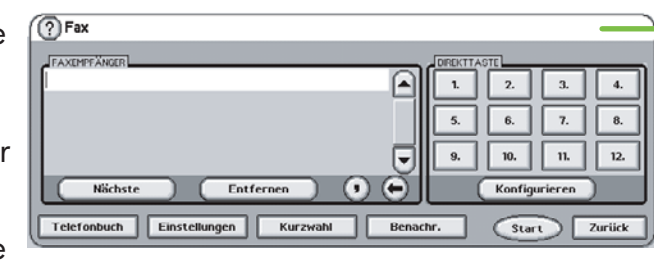 e
? Fax
FAXEMPFÄNGER
DIREKTTASTE
1. 2. 3. 4.
5. 6. 7. 8.
r
9. 10. 11. 12.
Nächste Entfernen , Konfigurieren
Telefonbuch Einstellungen Kurzwahl Benachr. Start Zurück
e